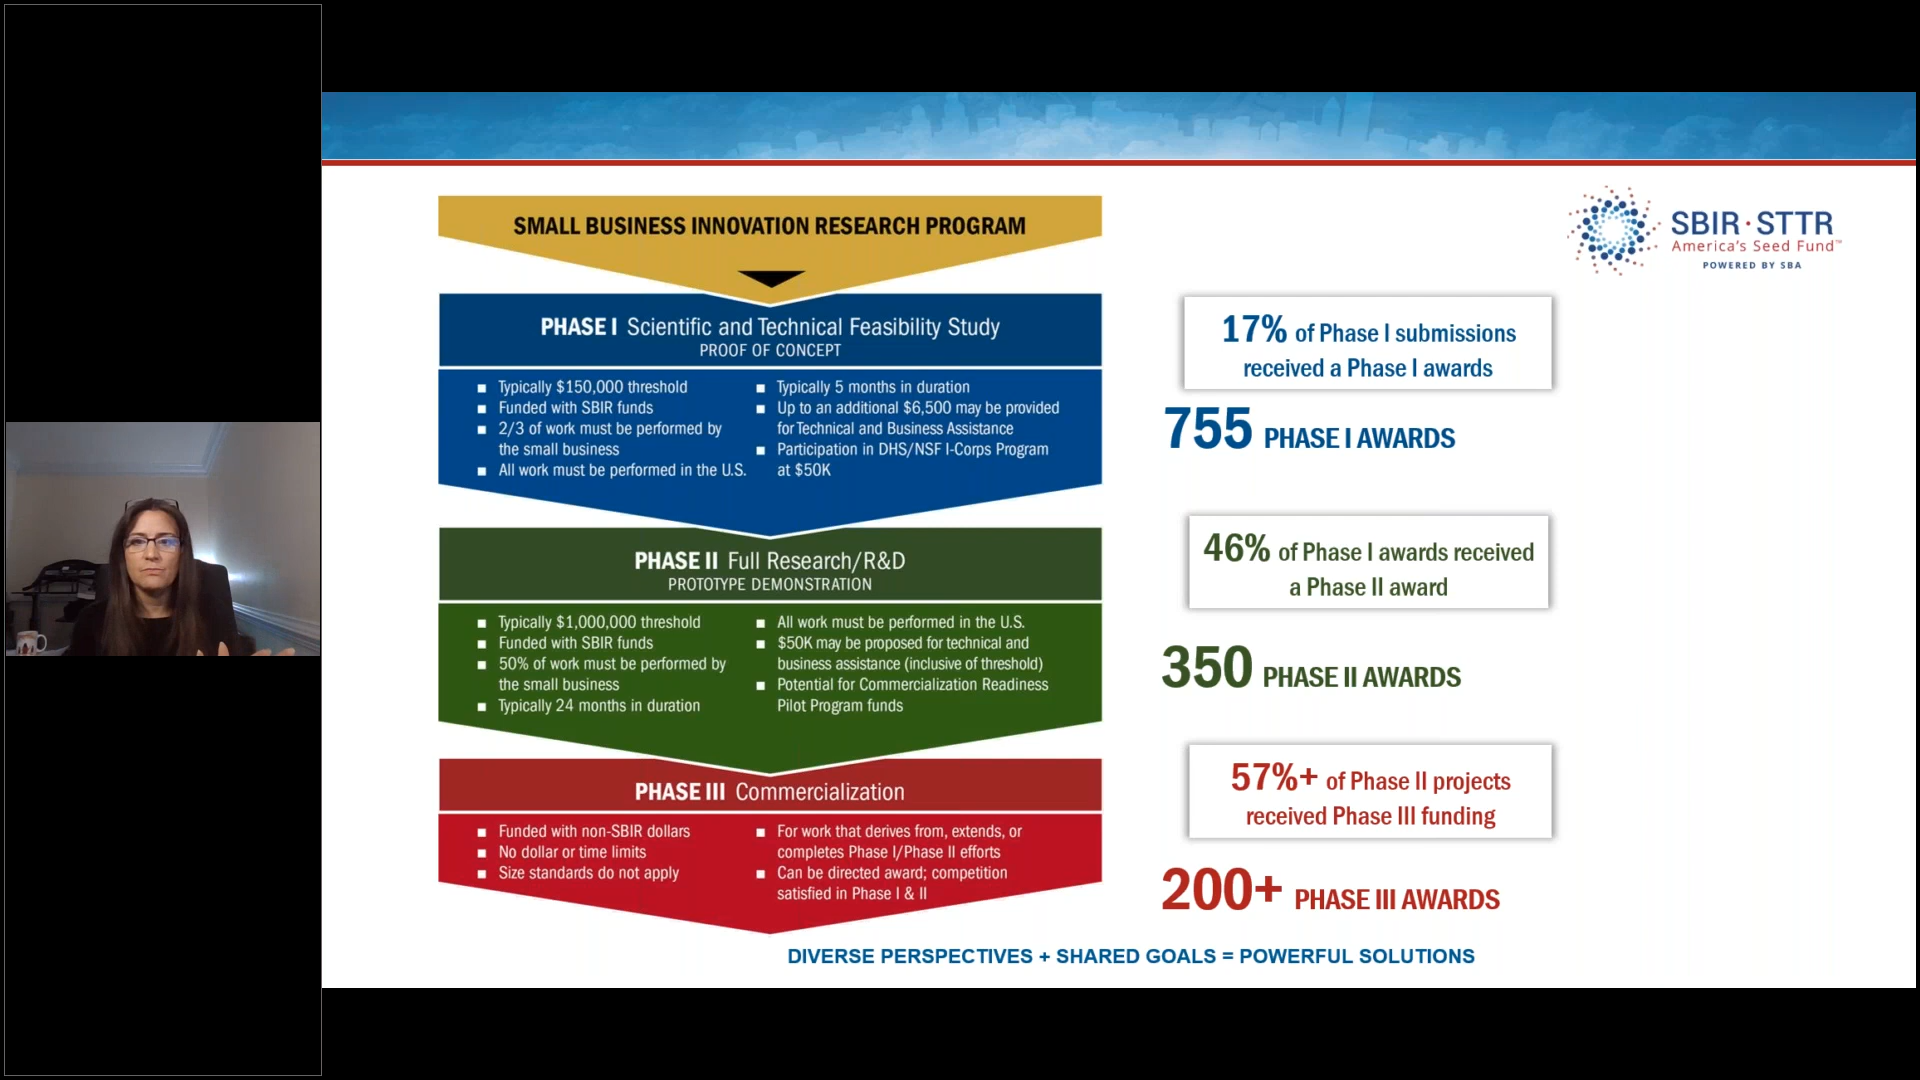 SMALL BUSINESS INNOVATION RESEARCH PROGRAM
SBIR·STTR
America's Seed Fund™
POWERED BY SBA
PHASE I Scientific and Technical Feasibility Study
PROOF OF CONCEPT
■ Typically $150,000 threshold
■ Funded with SBIR funds
■ 2/3 of work must be performed by
the small business
■ All work must be performed in the U.S.
■ Typically 5 months in duration
■ Up to an additional $6,500 may be provided
for Technical and Business Assistance
■ Participation in DHS/NSF I-Corps Program
at $50K
17% of Phase I submissions
received a Phase I awards
755 PHASE I AWARDS
PHASE II Full Research/R&D
PROTOTYPE DEMONSTRATION
■ Typically $1,000,000 threshold
■ Funded with SBIR funds
■ 50% of work must be performed by
the small business
■ Typically 24 months in duration
■ All work must be performed in the U.S.
■ $50K may be proposed for technical and
business assistance (inclusive of threshold)
■ Potential for Commercialization Readiness
Pilot Program funds
46% of Phase I awards received
a Phase II award
350 PHASE II AWARDS
PHASE III Commercialization
■ Funded with non-SBIR dollars
■ No dollar or time limits
■ Size standards do not apply
■ For work that derives from, extends, or
completes Phase I/Phase II efforts
■ Can be directed award; competition
satisfied in Phase I & II
57%+ of Phase II projects
received Phase III funding
200+ PHASE III AWARDS
DIVERSE PERSPECTIVES + SHARED GOALS = POWERFUL SOLUTIONS